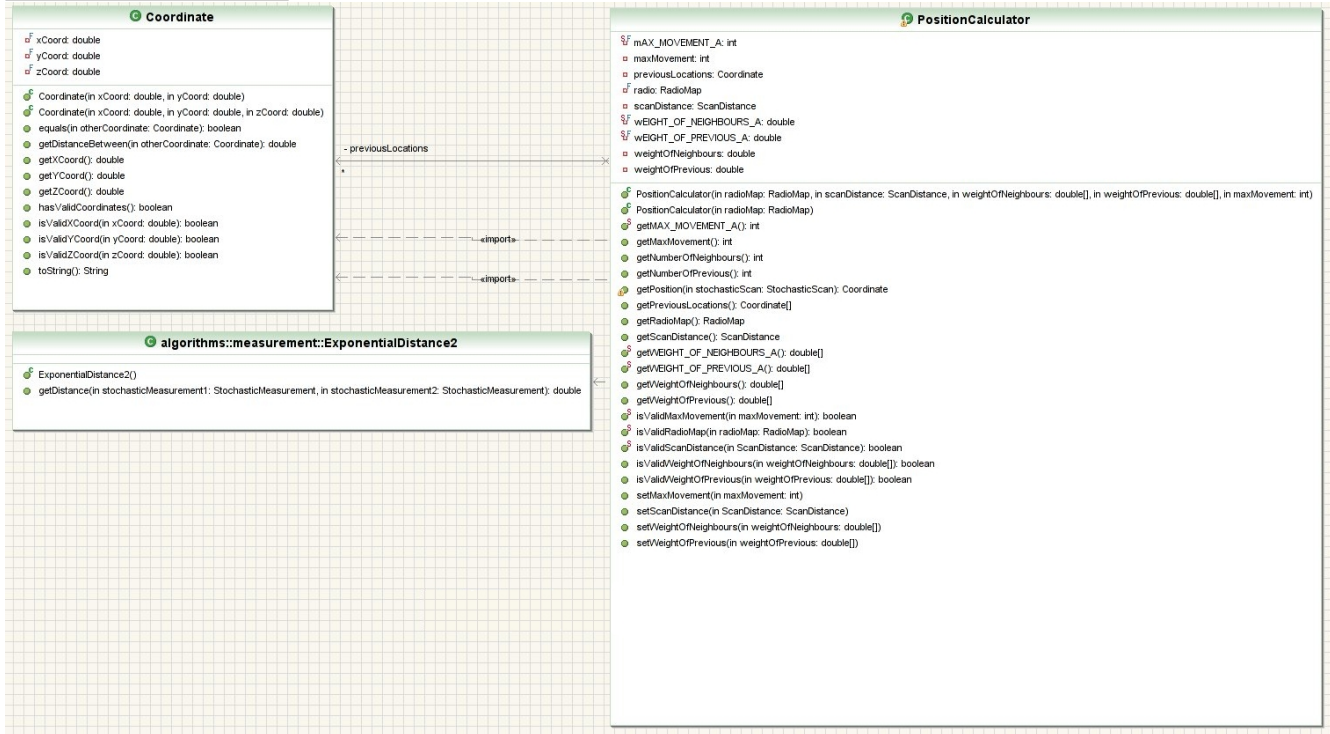 Coordinate
xCoord: double
yCoord: double
zCoord: double
Coordinate(in xCoord: double, in yCoord: double)
Coordinate(in xCoord: double, in yCoord: double, in zCoord: double)
equals(in otherCoordinate: Coordinate): boolean
getDistanceBetween(in otherCoordinate: Coordinate): double
getXCoord(): double
getYCoord(): double
getZCoord(): double
hasValidCoordinates(): boolean
isValidXCoord(in xCoord: double): boolean
isValidYCoord(in yCoord: double): boolean
isValidZCoord(in zCoord: double): boolean
toString(): String
- previousLocations
*
«import»
«import»
algorithms::measurement::ExponentialDistance2
ExponentialDistance2()
getDistance(in stochasticMeasurement1: StochasticMeasurement, in stochasticMeasurement2: StochasticMeasurement): double
PositionCalculator
mAX_MOVEMENT_A: int
maxMovement: int
previousLocations: Coordinate
radio: RadioMap
scanDistance: ScanDistance
wEIGHT_OF_NEIGHBOURS_A: double
wEIGHT_OF_PREVIOUS_A: double
weightOfNeighbours: double
weightOfPrevious: double
PositionCalculator(in radioMap: RadioMap, in scanDistance: ScanDistance, in weightOfNeighbours: double[], in weightOfPrevious: double[], in maxMovement: int)
PositionCalculator(in radioMap: RadioMap)
getMAX_MOVEMENT_A(): int
getMaxMovement(): int
getNumberOfNeighbours(): int
getNumberOfPrevious(): int
getPosition(in stochasticScan: StochasticScan): Coordinate
getPreviousLocations(): Coordinate[]
getRadioMap(): RadioMap
getScanDistance(): ScanDistance
getWEIGHT_OF_NEIGHBOURS_A(): double[]
getWEIGHT_OF_PREVIOUS_A(): double[]
getWeightOfNeighbours(): double[]
getWeightOfPrevious(): double[]
isValidMaxMovement(in maxMovement: int): boolean
isValidRadioMap(in radioMap: RadioMap): boolean
isValidScanDistance(in ScanDistance: ScanDistance): boolean
isValidWeightOfNeighbours(in weightOfNeighbours: double[]): boolean
isValidWeightOfPrevious(in weightOfPrevious: double[]): boolean
setMaxMovement(in maxMovement: int)
setScanDistance(in ScanDistance: ScanDistance)
setWeightOfNeighbours(in weightOfNeighbours: double[])
setWeightOfPrevious(in weightOfPrevious: double[])